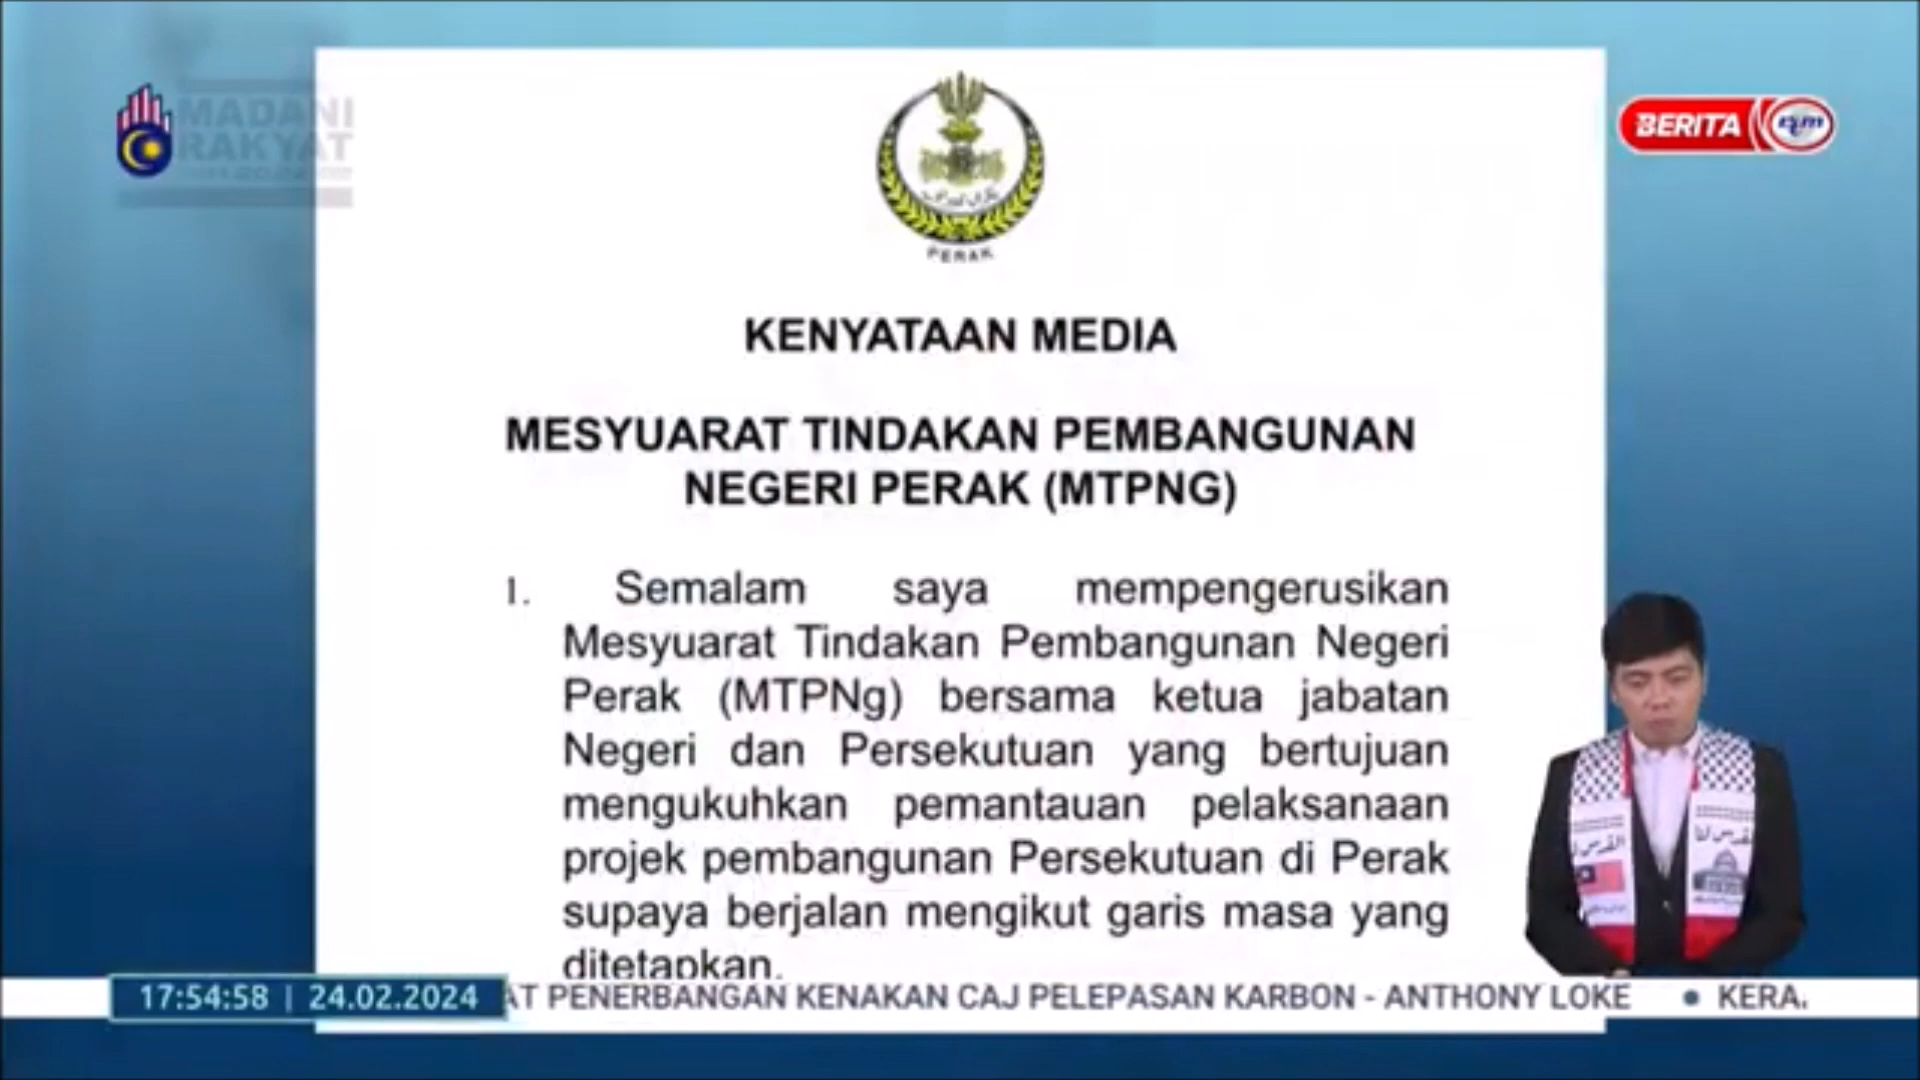 MADANI
RAKYAT
BERITA rtm
PERAK
KENYATAAN MEDIA
MESYUARAT TINDAKAN PEMBANGUNAN
NEGERI PERAK (MTPNG)
1. Semalam saya mempengerusikan
Mesyuarat Tindakan Pembangunan Negeri
Perak (MTPNg) bersama ketua jabatan
Negeri dan Persekutuan yang bertujuan
mengukuhkan pemantauan pelaksanaan
projek pembangunan Persekutuan di Perak
supaya berjalan mengikut garis masa yang
ditetapkan.
17:54:58 | 24.02.2024 AT PENERBANGAN KENAKAN CAJ PELEPASAN KARBON - ANTHONY LOKE • KERA